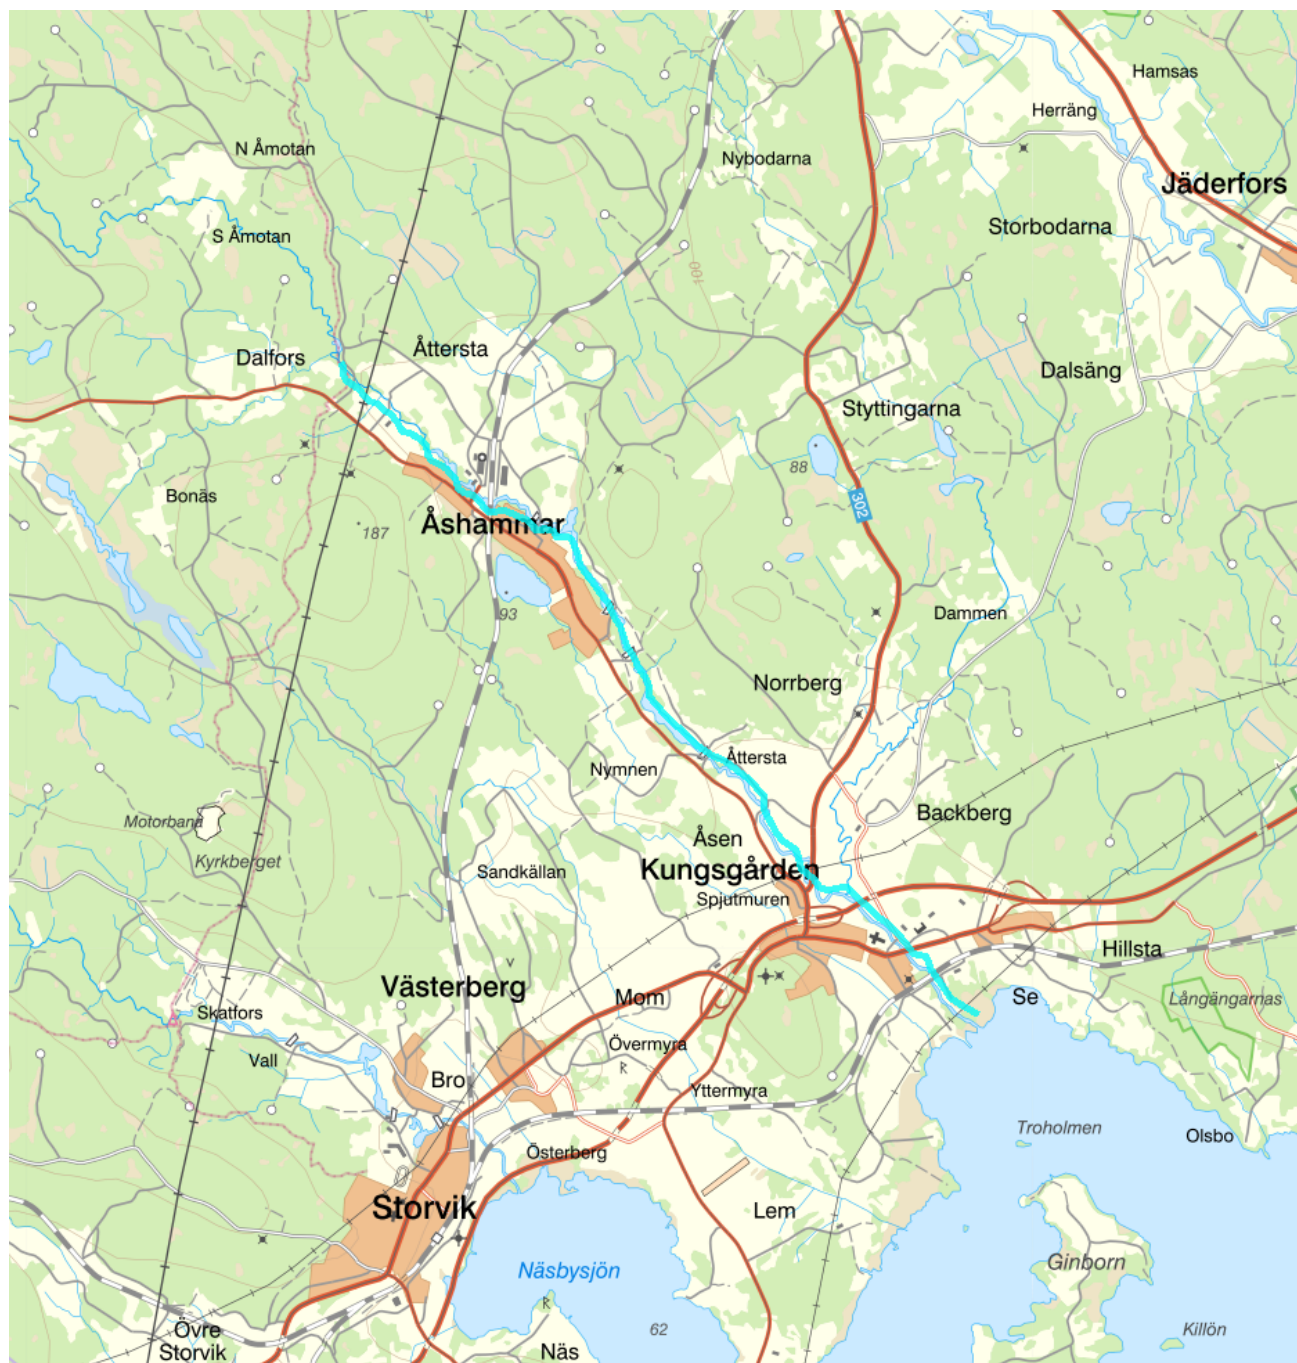 Hamsas
Herräng
N Åmotan
Nybodarna
Jäderfors
Storbodarna
S Åmotan
100
Åttersta
Dalfors
Dalsäng
Styttingarna
88
Bonäs
302
187
Åshammar
93
Dammen
Norrberg
Åttersta
Nymnen
Backberg
Motorbana
Åsen
Kyrkberget
Sandkällan
Kungsgården
Spjutmuren
Hillsta
Västerberg
Mom
Se
Långängarnas
Skatfors
Övermyra
Vall
Bro
Yttermyra
Troholmen
Olsbo
Österberg
Storvik
Lem
Ginborn
Näsbysjön
Övre
Storvik
62
Killön
Näs